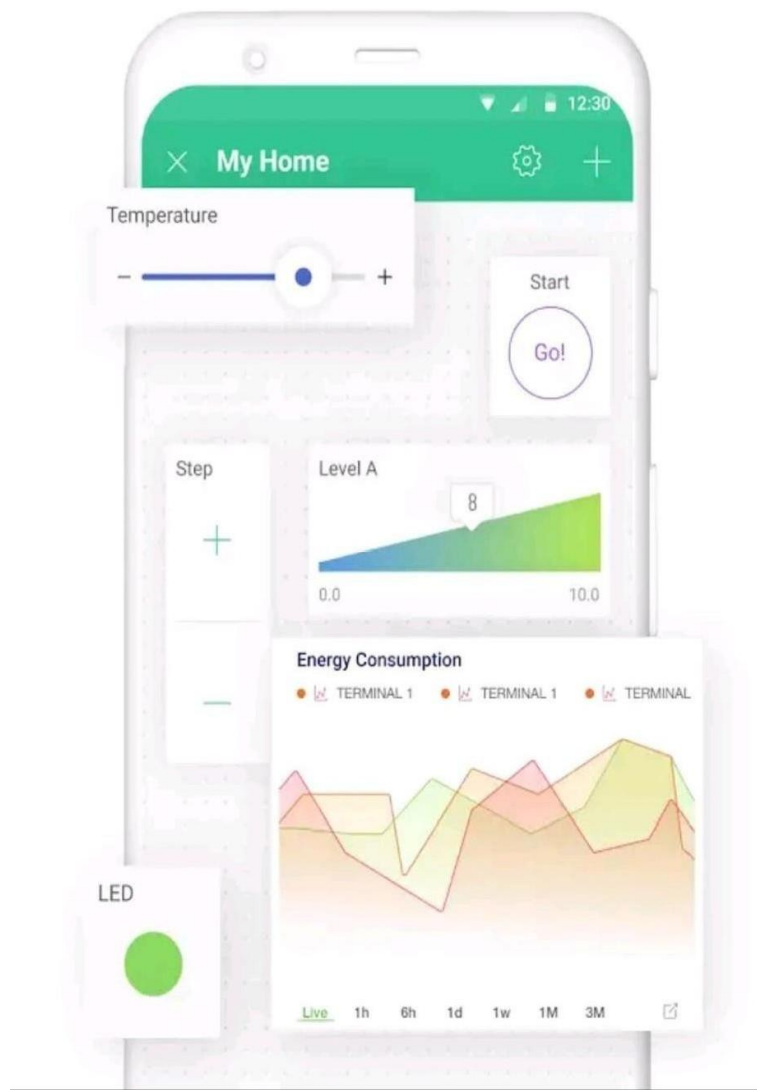 12:30
My Home
Temperature
Start
Go!
Step
Level A
8
0.0 10.0
Energy Consumption
TERMINAL 1 TERMINAL 1 TERMINAL
LED
Live 1h 6h 1d 1w 1M 3M